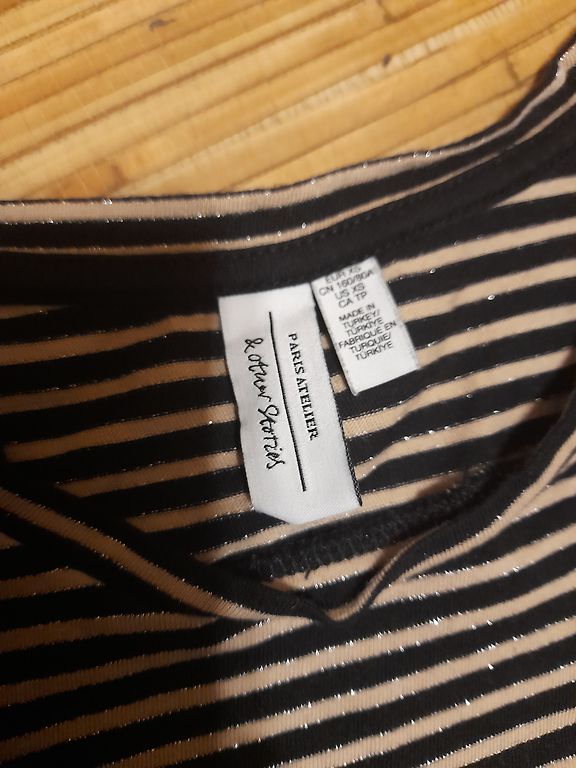 PARIS ATELIER
& other Stories
EUR XS
CN 160/80A
US XS
CA TP
MADE IN
TURKEY/
TÜRKİYE
FABRIQUÉ EN
TURQUIE/
TÜRKİYE